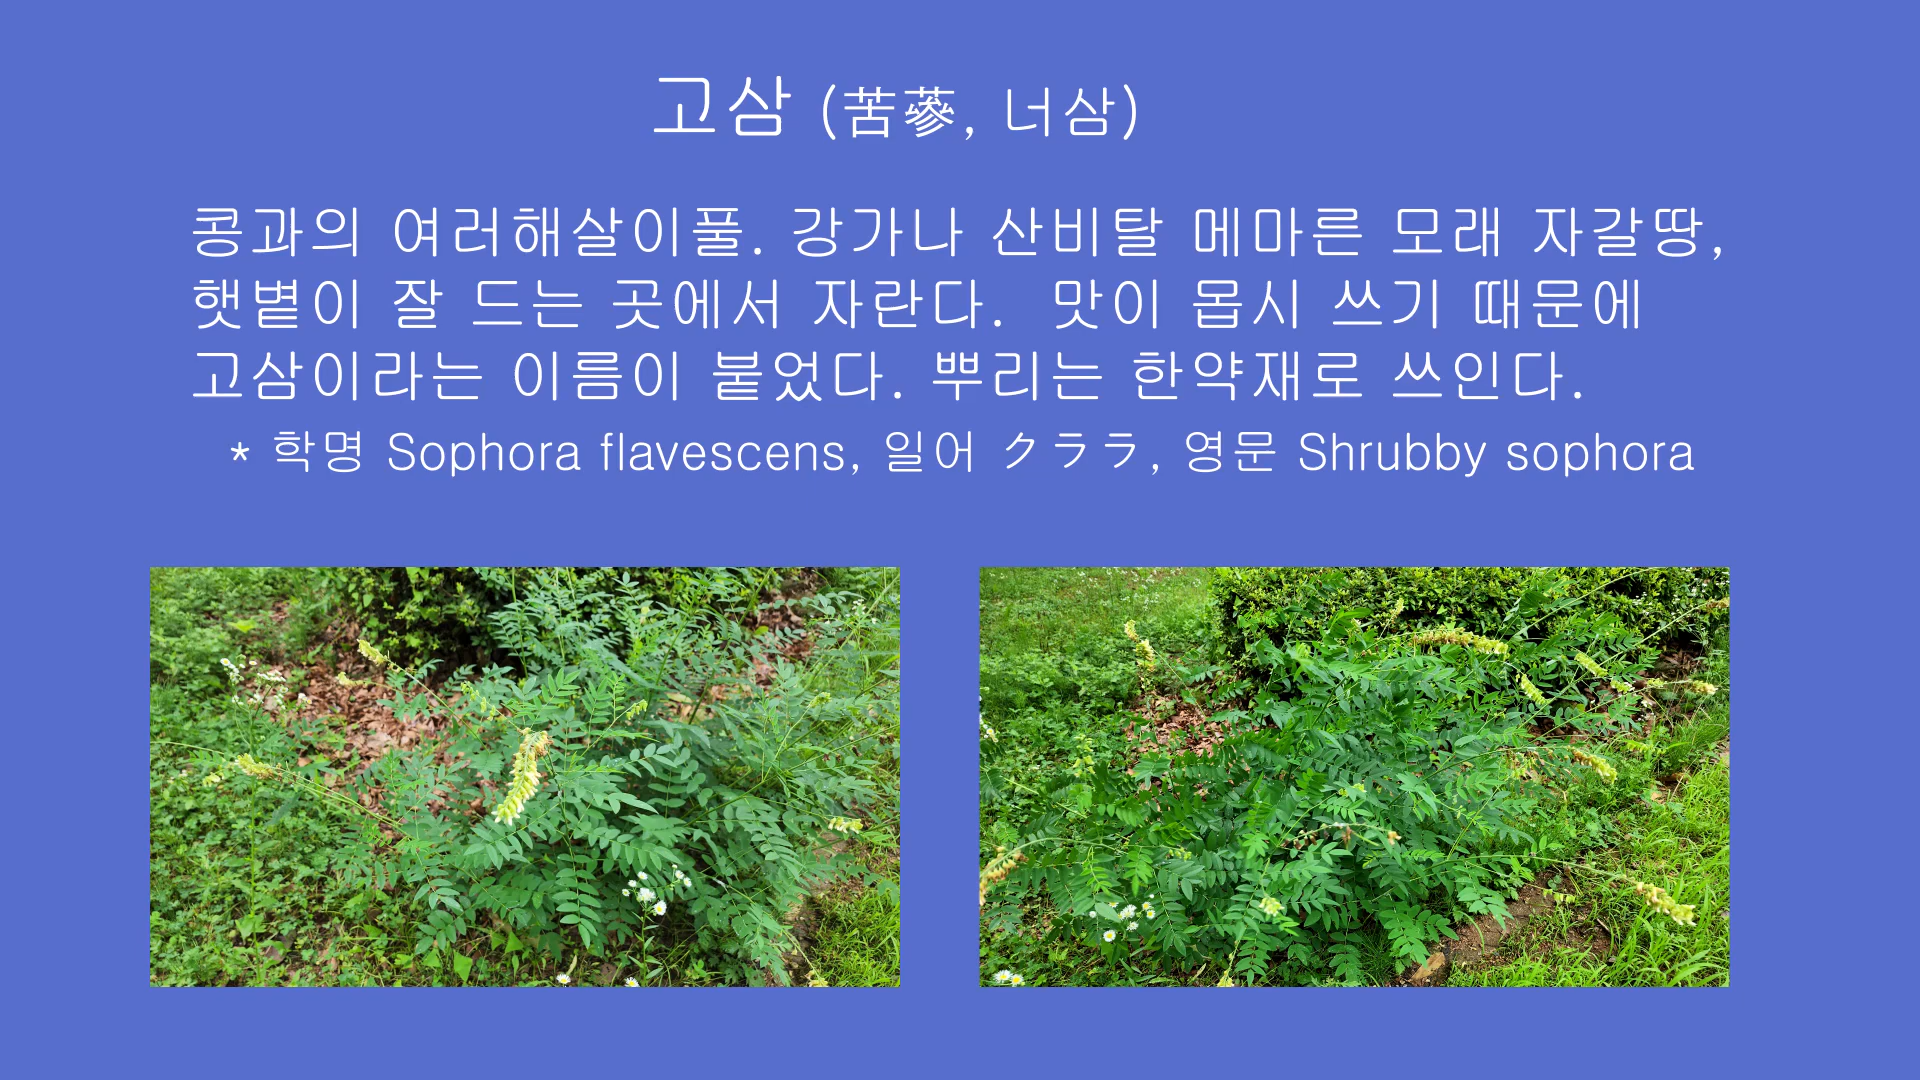 고삼 (苦蔘, 너삼)
콩과의 여러해살이풀. 강가나 산비탈 메마른 모래 자갈땅,
햇볕이 잘 드는 곳에서 자란다. 맛이 몹시 쓰기 때문에
고삼이라는 이름이 붙었다. 뿌리는 한약재로 쓰인다.
* 학명 Sophora flavescens, 일어 クララ, 영문 Shrubby sophora